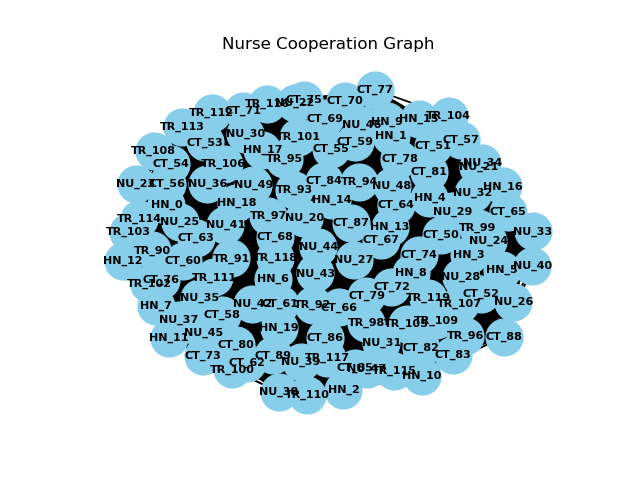 Nurse Cooperation Graph
CT_77
TR_116
CT_75
CT_70
TR_112
CT_71
HN_15
TR_104
TR_113
CT_69
NU_46
HN_9
NU_30
TR_101
HN_1
CT_53
CT_59
CT_51
CT_57
TR_108
HN_17
CT_55
CT_54
TR_106
TR_95
CT_78
NU_34
NU_21
CT_81
NU_23
CT_56
NU_36
NU_49
TR_93
CT_84
TR_94
NU_48
HN_16
NU_32
HN_0
HN_18
HN_14
CT_64
HN_4
NU_29
CT_65
TR_114
NU_25
NU_41
TR_97
NU_20
CT_87
HN_13
TR_99
NU_33
TR_103
CT_63
CT_68
CT_67
CT_50
NU_24
TR_90
NU_44
CT_74
HN_3
HN_12
CT_60
TR_91
TR_118
NU_27
HN_8
HN_5
NU_40
CT_76
TR_102
TR_111
HN_6
NU_43
NU_28
CT_72
HN_7
NU_35
NU_42
CT_61
TR_92
CT_66
CT_79
TR_119
TR_107
CT_52
NU_26
NU_37
CT_58
HN_19
TR_98
TR_109
HN_11
NU_45
CT_80
CT_86
NU_31
CT_82
TR_96
CT_88
CT_73
CT_62
CT_89
NU_39
TR_117
CT_83
TR_100
NU_47
TR_115
HN_10
NU_38
TR_110
HN_2